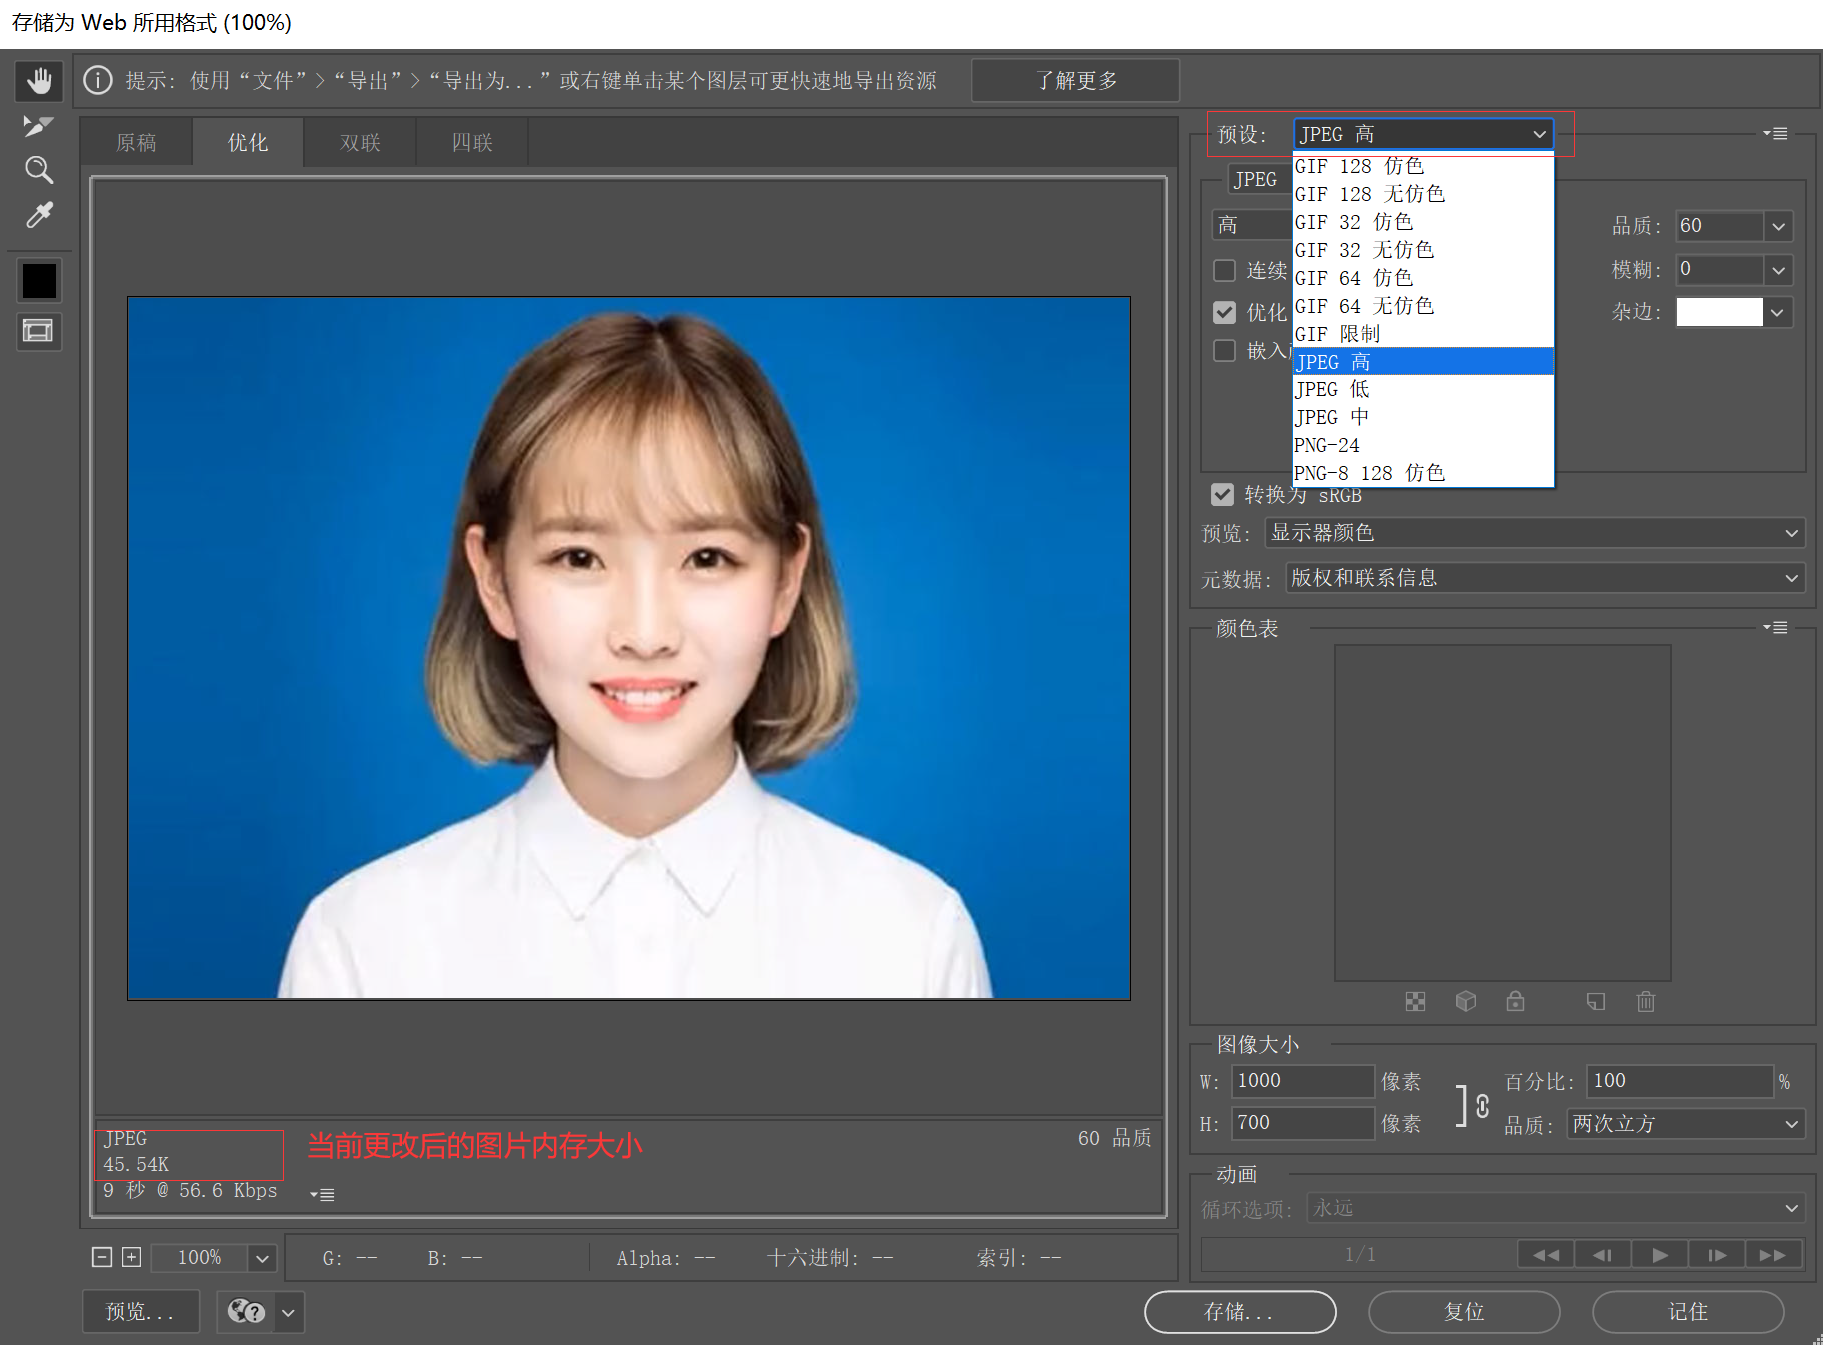 存储为 Web 所用格式 (100%)
提示: 使用“文件”>“导出”>“导出为...”或右键单击某个图层可更快速地导出资源
了解更多
原稿
优化
双联
四联
预设:
JPEG 高
GIF 128 仿色
GIF 128 无仿色
GIF 32 仿色
GIF 32 无仿色
GIF 64 仿色
GIF 64 无仿色
GIF 限制
JPEG 高
JPEG 低
JPEG 中
PNG-24
PNG-8 128 仿色
JPEG
高
连续
优化
嵌入
品质: 60
模糊: 0
杂边:
转换为 sRGB
预览: 显示器颜色
元数据: 版权和联系信息
颜色表
图像大小
W: 1000 像素
H: 700 像素
百分比: 100 %
品质: 两次立方
动画
循环选项: 永远
1/1
JPEG
45.54K
9 秒 @ 56.6 Kbps
当前更改后的图片内存大小
60 品质
100%
G: --
B: --
Alpha: --
十六进制: --
索引: --
预览...
存储...
复位
记住